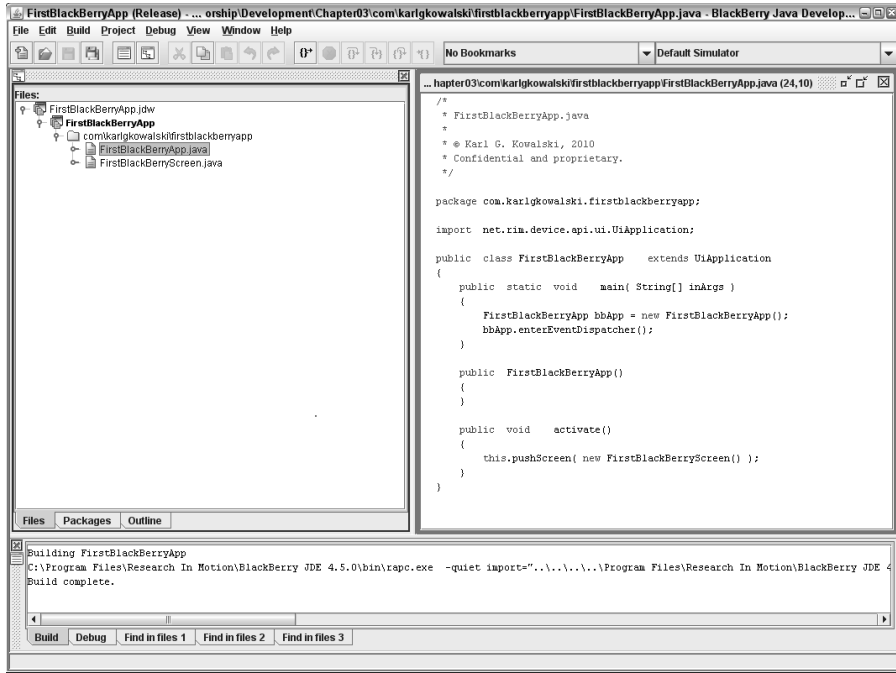 FirstBlackBerryApp (Release) - ... orship\Development\Chapter03\com\karlgkowalski\firstblackberryapp\FirstBlackBerryApp.java - BlackBerry Java Develop...
File Edit Build Project Debug View Window Help
No Bookmarks
Default Simulator
Files:
FirstBlackBerryApp.jdw
FirstBlackBerryApp
com\karlgkowalski\firstblackberryapp
FirstBlackBerryApp.java
FirstBlackBerryScreen.java
Files Packages Outline
... hapter03\com\karlgkowalski\firstblackberryapp\FirstBlackBerryApp.java (24,10)
/*
* FirstBlackBerryApp.java
*
* © Karl G. Kowalski, 2010
* Confidential and proprietary.
*/
package com.karlgkowalski.firstblackberryapp;
import net.rim.device.api.ui.UiApplication;
public class FirstBlackBerryApp extends UiApplication
{
public static void main( String[] inArgs )
{
FirstBlackBerryApp bbApp = new FirstBlackBerryApp();
bbApp.enterEventDispatcher();
}
public FirstBlackBerryApp()
{
}
public void activate()
{
this.pushScreen( new FirstBlackBerryScreen() );
}
}
Building FirstBlackBerryApp
C:\Program Files\Research In Motion\BlackBerry JDE 4.5.0\bin\rapc.exe -quiet import="..\..\..\..\Program Files\Research In Motion\BlackBerry JDE 4
Build complete.
Build Debug Find in files 1 Find in files 2 Find in files 3